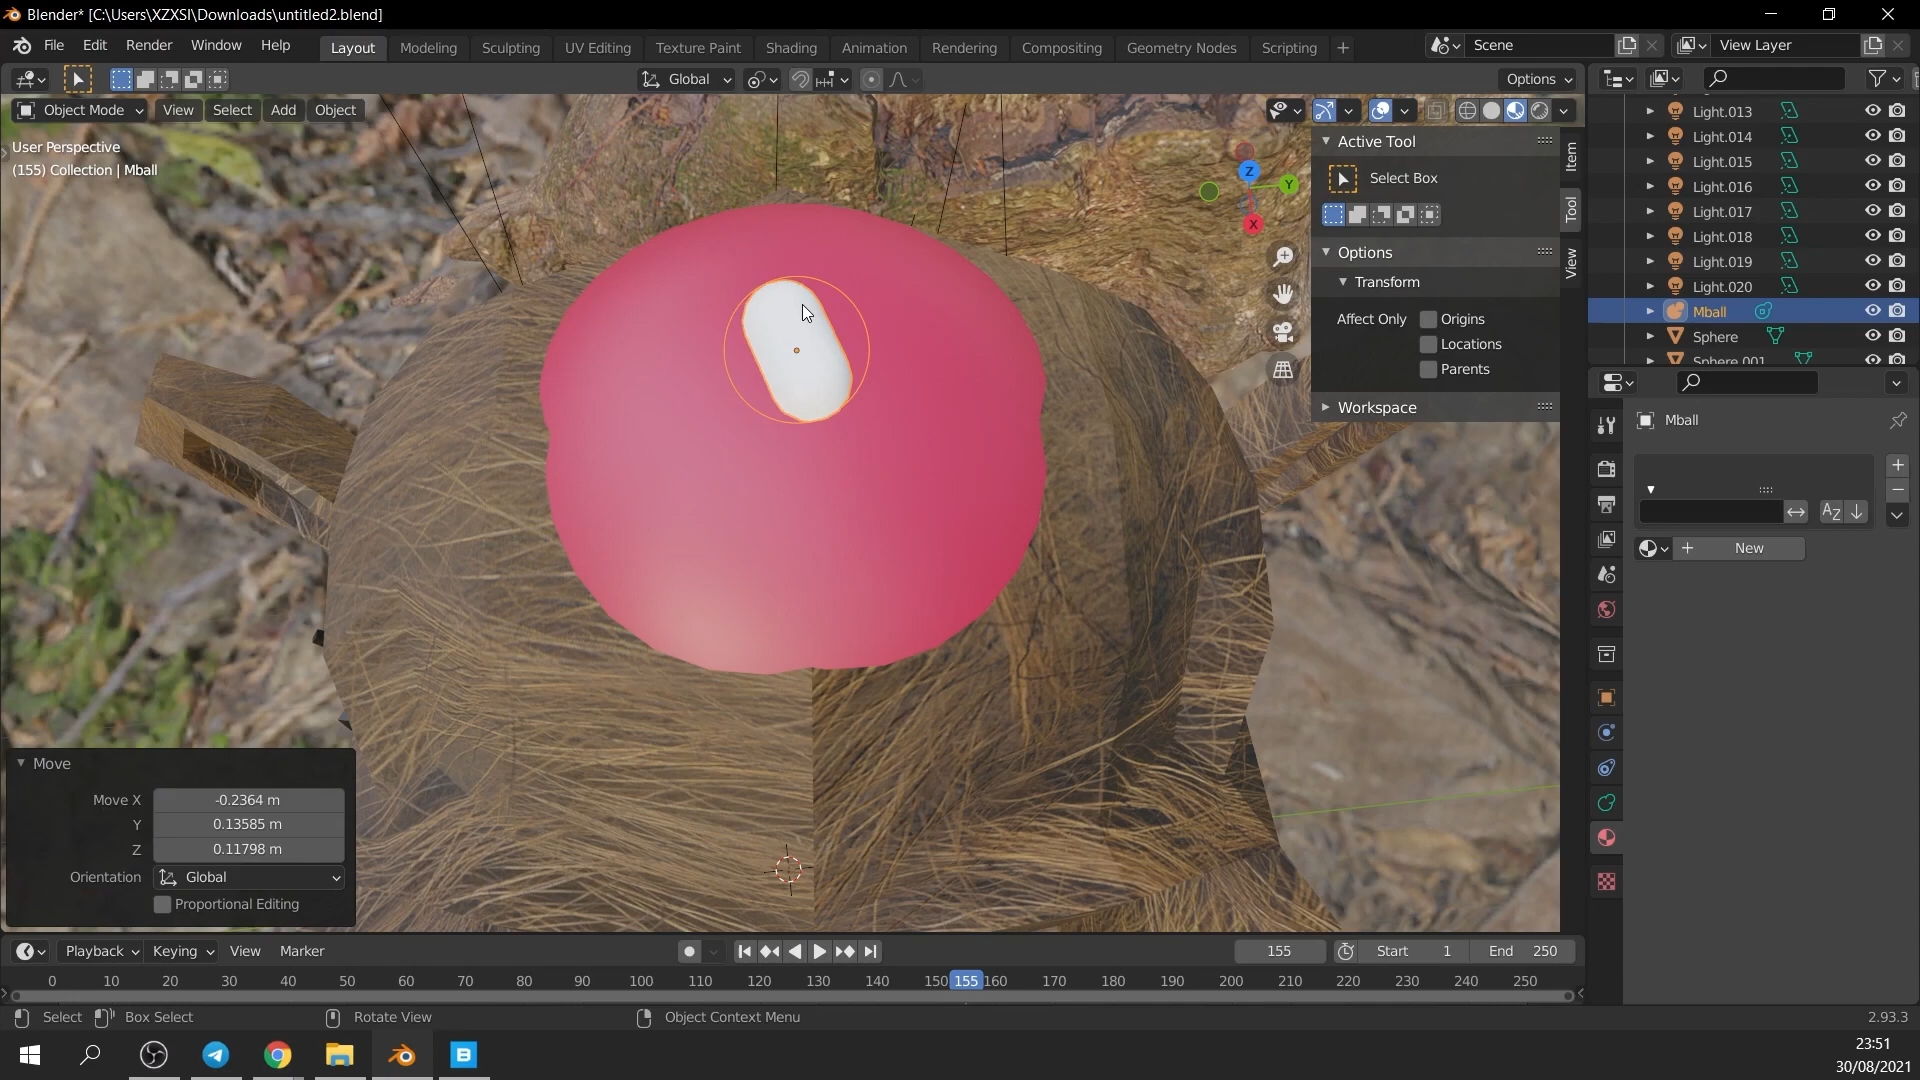 Blender* [C:\Users\XZXSI\Downloads\untitled2.blend]
File Edit Render Window Help Layout Modeling Sculpting UV Editing Texture Paint Shading Animation Rendering Compositing Geometry Nodes Scripting + Scene View Layer
Global Options
Object Mode View Select Add Object
User Perspective
(155) Collection | Mball
Z
Y
X
Active Tool
Select Box
Options
Transform
Affect Only Origins
Locations
Parents
Workspace
Item
Tool
View
Light.013
Light.014
Light.015
Light.016
Light.017
Light.018
Light.019
Light.020
Mball
Sphere
Sphere.001
Mball
New
Move
Move X -0.2364 m
Y 0.13585 m
Z 0.11798 m
Orientation Global
Proportional Editing
Playback Keying View Marker 155 Start 1 End 250
0 10 20 30 40 50 60 70 80 90 100 110 120 130 140 150 155 160 170 180 190 200 210 220 230 240 250
Select Box Select Rotate View Object Context Menu 2.93.3
23:51
30/08/2021